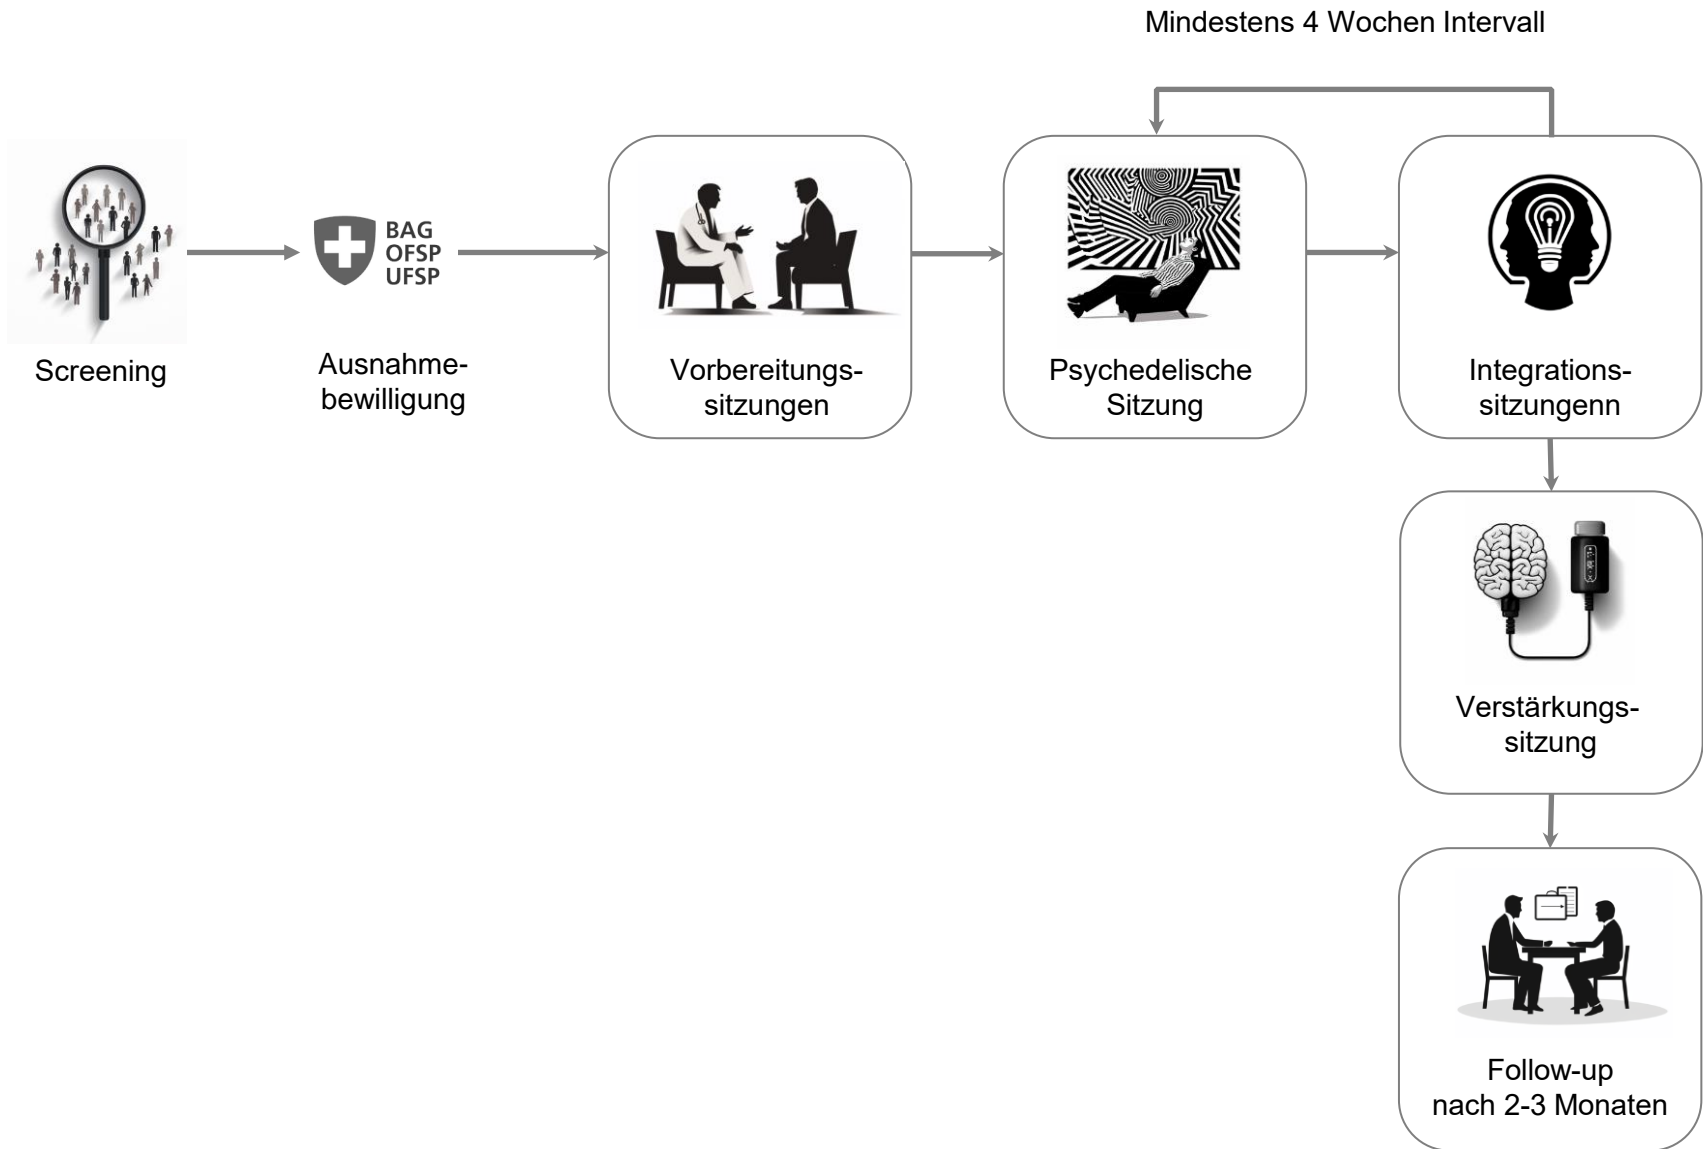 Mindestens 4 Wochen Intervall
BAG
OFSP
UFSP
Screening
Ausnahme-
bewilligung
Vorbereitungs-
sitzungen
Psychedelische
Sitzung
Integrations-
sitzungenn
Verstärkungs-
sitzung
Follow-up
nach 2-3 Monaten